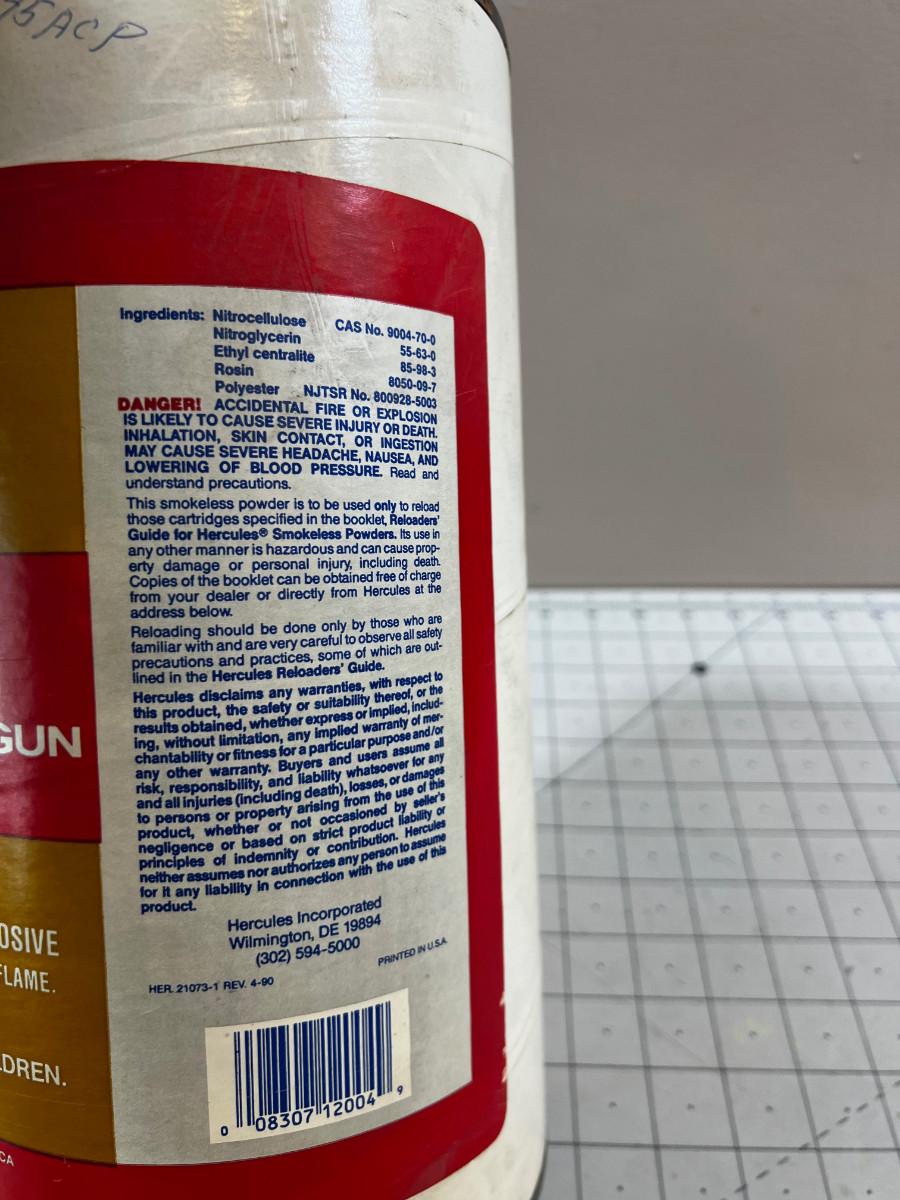 75 ACP
Ingredients: Nitrocellulose CAS No. 9004-70-0
Nitroglycerin 55-63-0
Ethyl centralite 85-98-3
Rosin 8050-09-7
Polyester NJTSR No. 800928-5003
DANGER! ACCIDENTAL FIRE OR EXPLOSION
IS LIKELY TO CAUSE SEVERE INJURY OR DEATH.
INHALATION, SKIN CONTACT, OR INGESTION
MAY CAUSE SEVERE HEADACHE, NAUSEA, AND
LOWERING OF BLOOD PRESSURE. Read and
understand precautions.
This smokeless powder is to be used only to reload
those cartridges specified in the booklet, Reloaders'
Guide for Hercules® Smokeless Powders. Its use in
any other manner is hazardous and can cause prop-
erty damage or personal injury, including death.
Copies of the booklet can be obtained free of charge
from your dealer or directly from Hercules at the
address below.
Reloading should be done only by those who are
familiar with and are very careful to observe all safety
precautions and practices, some of which are out-
lined in the Hercules Reloaders' Guide.
Hercules disclaims any warranties, with respect to
this product, the safety or suitability thereof, or the
results obtained, whether express or implied, includ-
ing, without limitation, any implied warranty of mer-
chantability or fitness for a particular purpose and/or
any other warranty. Buyers and users assume all
risk, responsibility, and liability whatsoever for any
and all injuries (including death), losses, or damages
to persons or property arising from the use of this
product, whether or not occasioned by seller's
negligence or based on strict product liability or
principles of indemnity or contribution. Hercules
neither assumes nor authorizes any person to assume
for it any liability in connection with the use of this
product.
Hercules Incorporated
Wilmington, DE 19894
(302) 594-5000
PRINTED IN U.S.A.
HER. 21073-1 REV. 4-90
0 08307 12004 9
GUN
OSIVE
FLAME.
LDREN.
CA